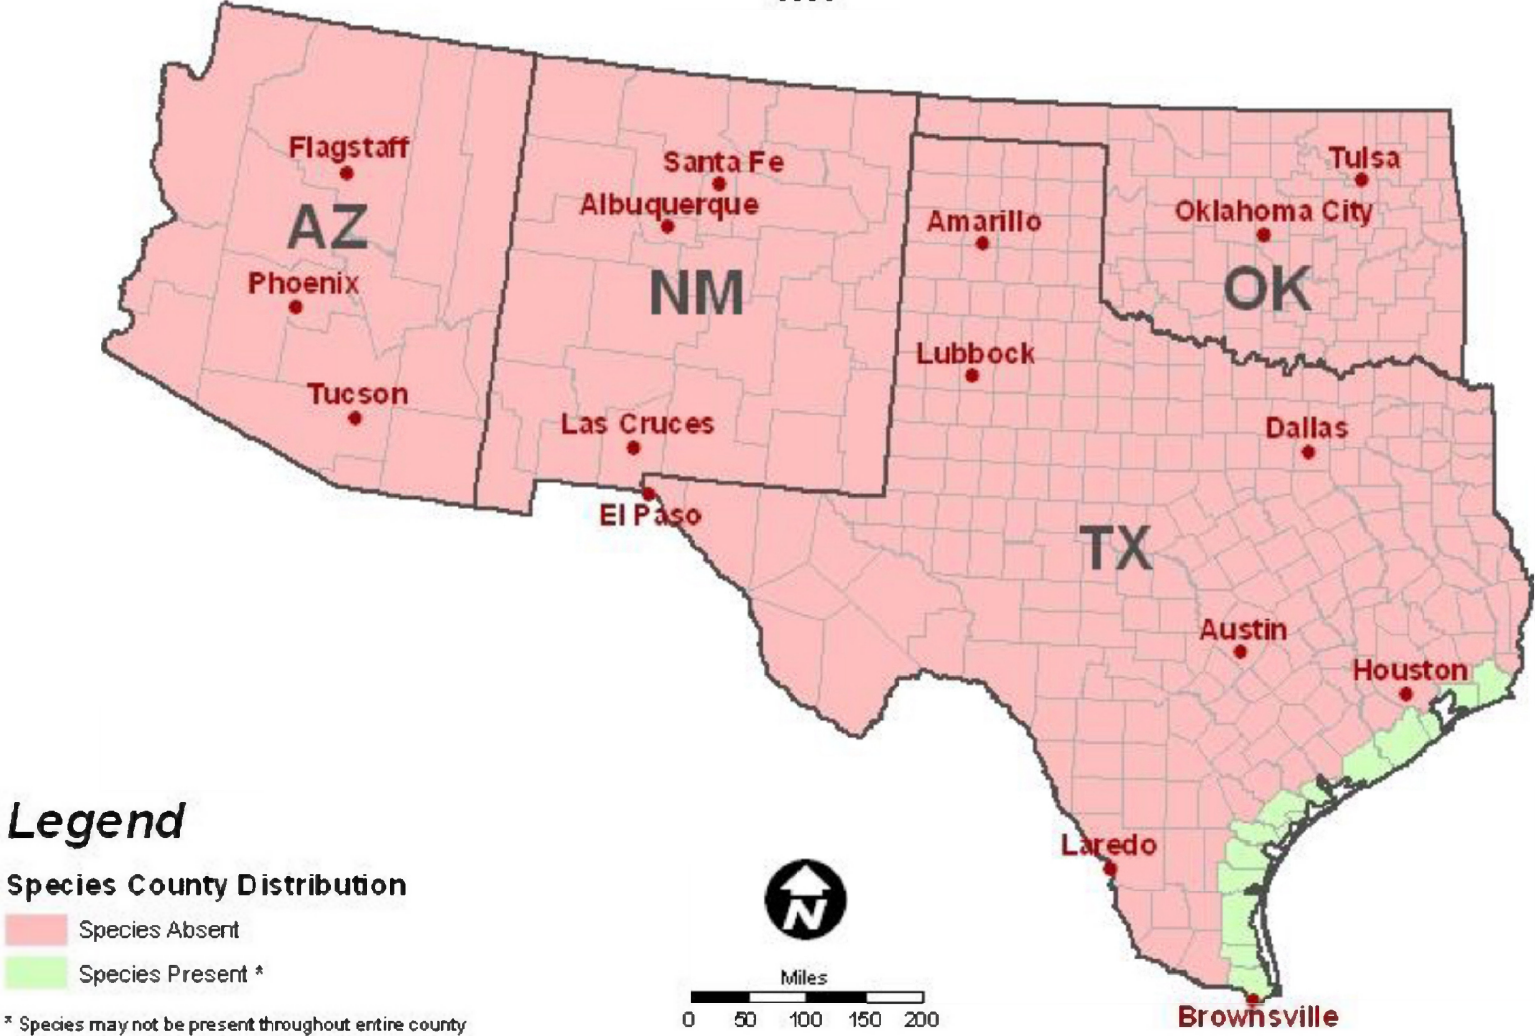 Flagstaff
Santa Fe
Tulsa
Albuquerque
Oklahoma City
Amarillo
AZ
Phoenix
NM
OK
Lubbock
Tucson
Las Cruces
Dallas
El Paso
TX
Austin
Houston
Legend
Laredo
Species County Distribution
Species Absent
N
Species Present *
Miles
0 50 100 150 200
Brownsville
* Species may not be present throughout entire county